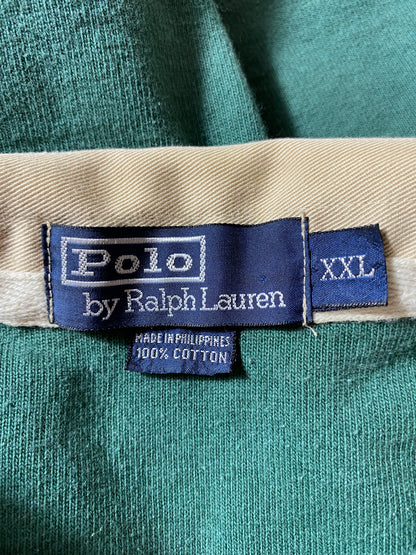 Polo
by Ralph Lauren
XXL
MADE IN PHILIPPINES
100% COTTON